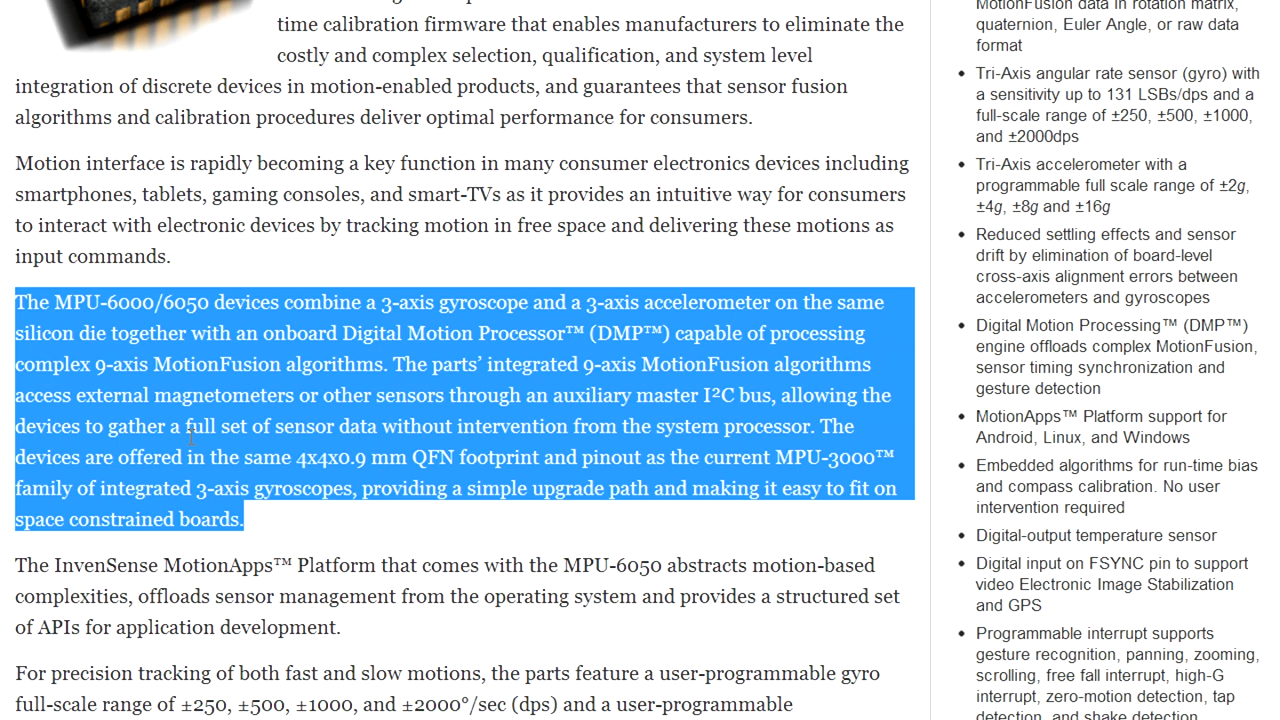 time calibration firmware that enables manufacturers to eliminate the
costly and complex selection, qualification, and system level
integration of discrete devices in motion-enabled products, and guarantees that sensor fusion
algorithms and calibration procedures deliver optimal performance for consumers.
Motion interface is rapidly becoming a key function in many consumer electronics devices including
smartphones, tablets, gaming consoles, and smart-TVs as it provides an intuitive way for consumers
to interact with electronic devices by tracking motion in free space and delivering these motions as
input commands.
The MPU-6000/6050 devices combine a 3-axis gyroscope and a 3-axis accelerometer on the same
silicon die together with an onboard Digital Motion Processor™ (DMP™) capable of processing
complex 9-axis MotionFusion algorithms. The parts’ integrated 9-axis MotionFusion algorithms
access external magnetometers or other sensors through an auxiliary master I²C bus, allowing the
devices to gather a full set of sensor data without intervention from the system processor. The
devices are offered in the same 4x4x0.9 mm QFN footprint and pinout as the current MPU-3000™
family of integrated 3-axis gyroscopes, providing a simple upgrade path and making it easy to fit on
space constrained boards.
The InvenSense MotionApps™ Platform that comes with the MPU-6050 abstracts motion-based
complexities, offloads sensor management from the operating system and provides a structured set
of APIs for application development.
For precision tracking of both fast and slow motions, the parts feature a user-programmable gyro
full-scale range of ±250, ±500, ±1000, and ±2000°/sec (dps) and a user-programmable
MotionFusion data in rotation matrix,
quaternion, Euler Angle, or raw data
format
• Tri-Axis angular rate sensor (gyro) with
a sensitivity up to 131 LSBs/dps and a
full-scale range of ±250, ±500, ±1000,
and ±2000dps
• Tri-Axis accelerometer with a
programmable full scale range of ±2g,
±4g, ±8g and ±16g
• Reduced settling effects and sensor
drift by elimination of board-level
cross-axis alignment errors between
accelerometers and gyroscopes
• Digital Motion Processing™ (DMP™)
engine offloads complex MotionFusion,
sensor timing synchronization and
gesture detection
• MotionApps™ Platform support for
Android, Linux, and Windows
• Embedded algorithms for run-time bias
and compass calibration. No user
intervention required
• Digital-output temperature sensor
• Digital input on FSYNC pin to support
video Electronic Image Stabilization
and GPS
• Programmable interrupt supports
gesture recognition, panning, zooming,
scrolling, free fall interrupt, high-G
interrupt, zero-motion detection, tap
detection, and shake detection